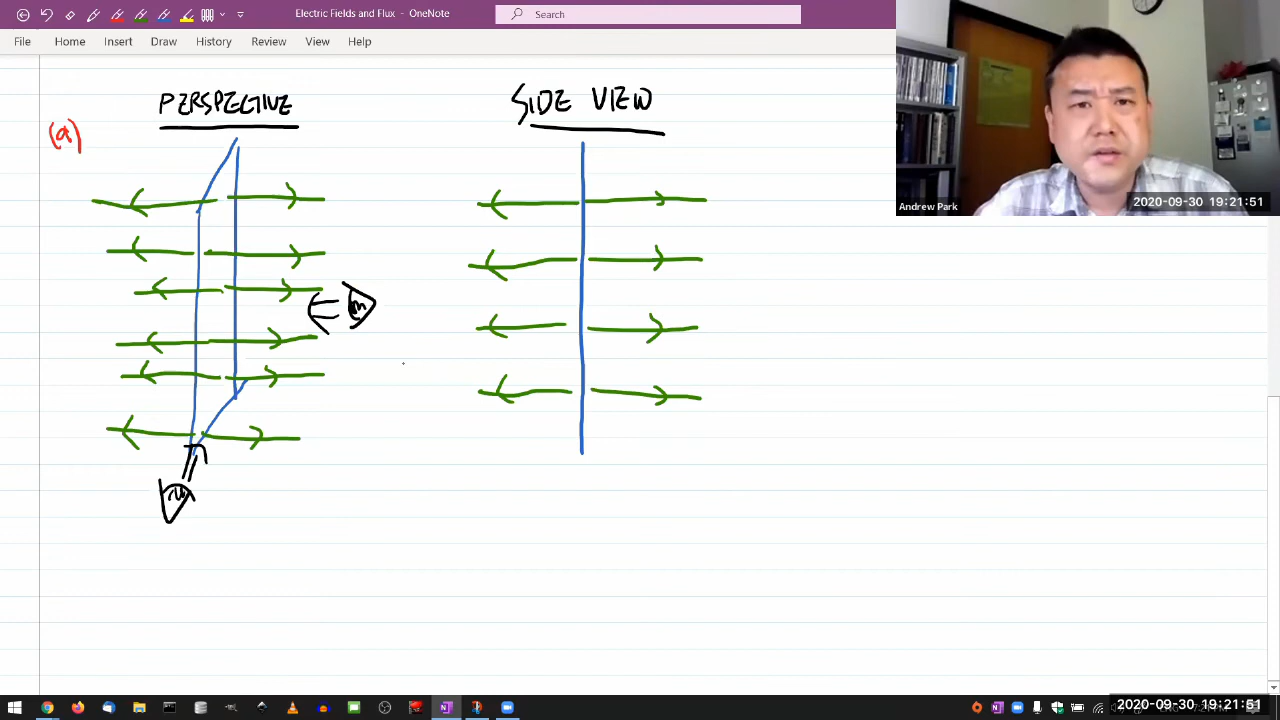 Electric Fields and Flux - OneNote
Search
File Home Insert Draw History Review View Help
PERSPECTIVE
SIDE VIEW
(a)
Andrew Park
2020-09-30 19:21:51
2020-09-30 19:21:51